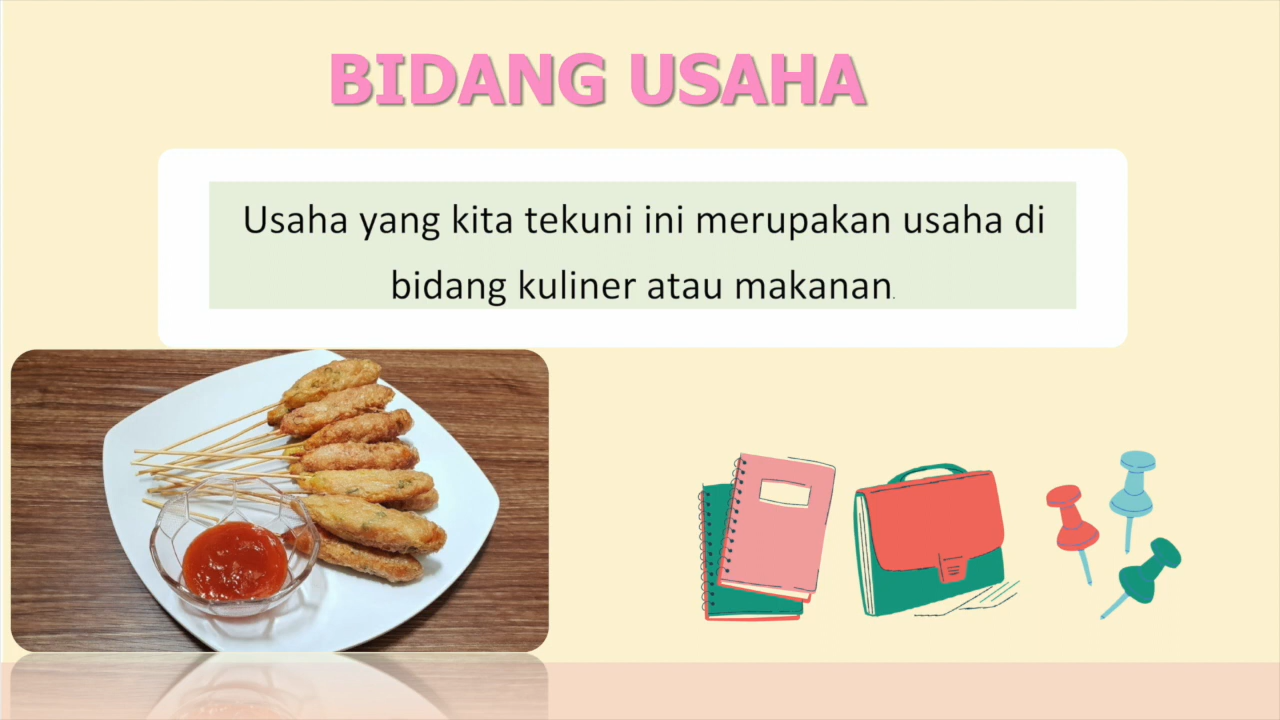 BIDANG USAHA
Usaha yang kita tekuni ini merupakan usaha di
bidang kuliner atau makanan.